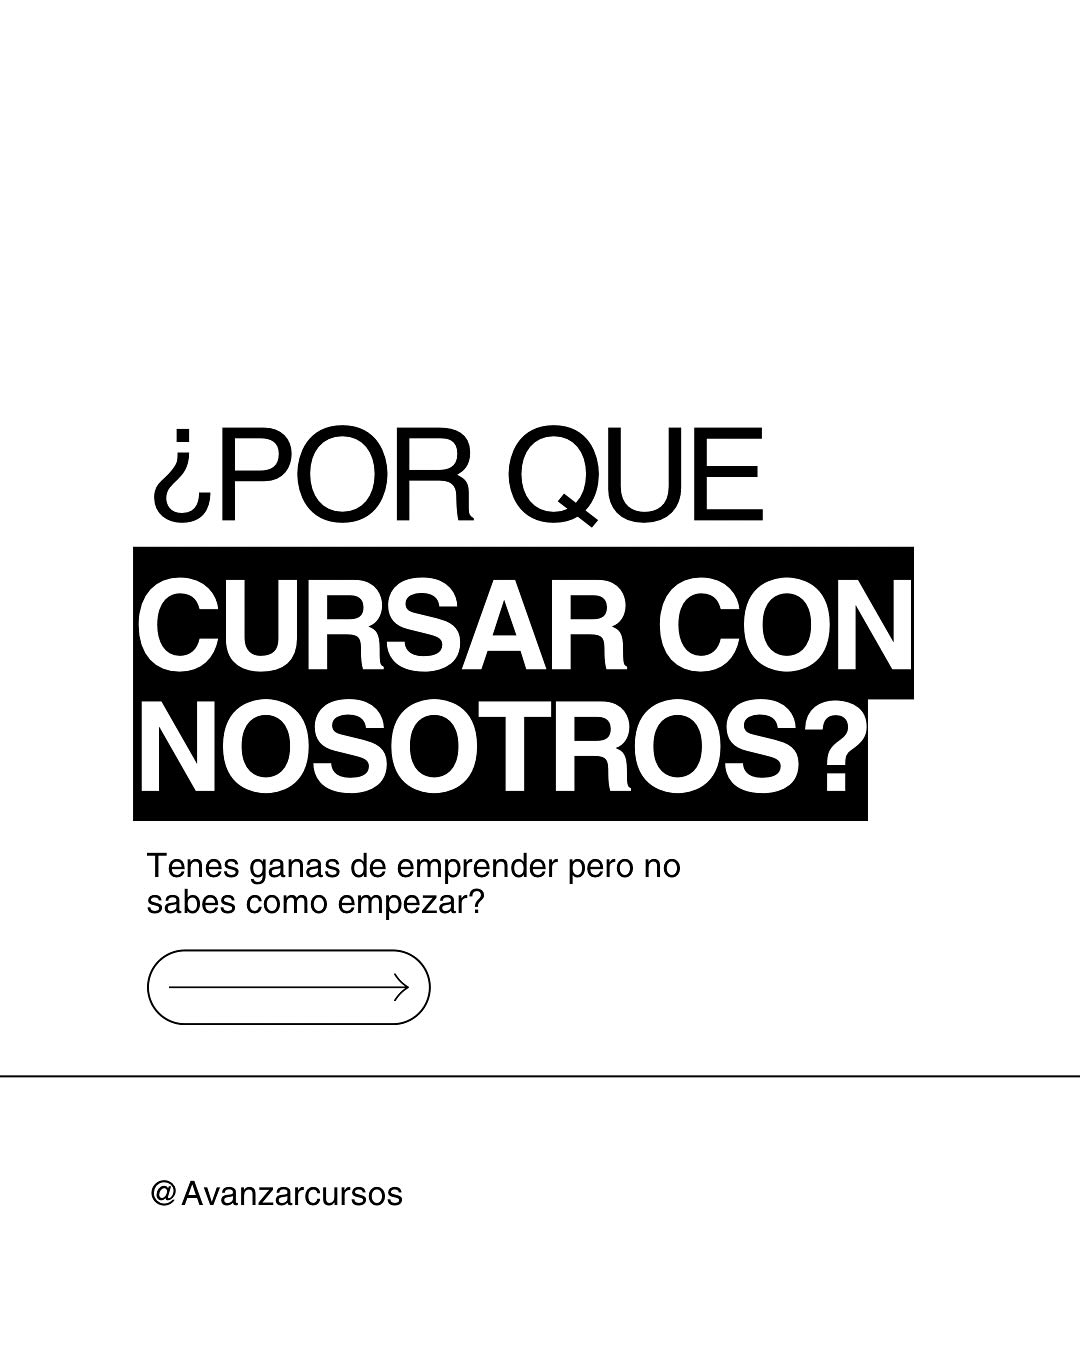 ¿POR QUE
CURSAR CON
NOSOTROS?
Tenes ganas de emprender pero no
sabes como empezar?
@Avanzarcursos